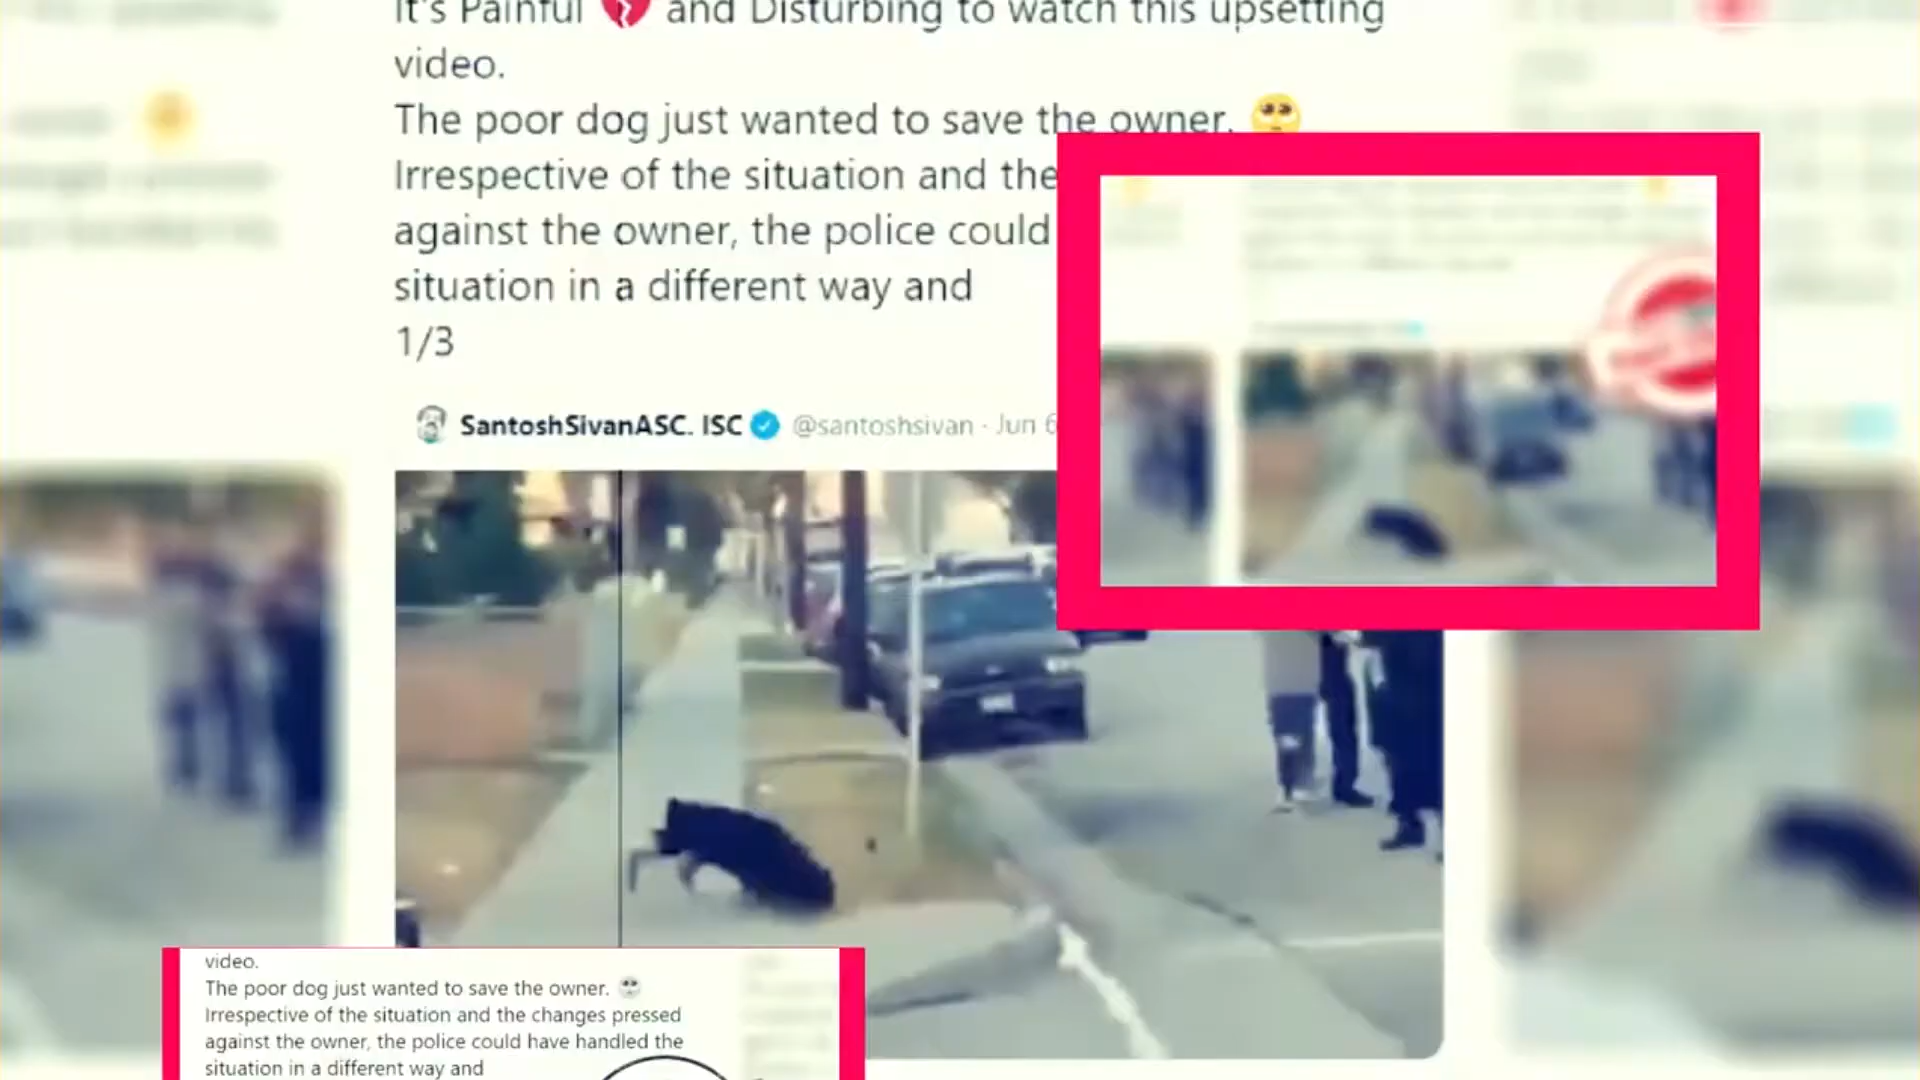 It's Painful 💔 and Disturbing to watch this upsetting
video.
The poor dog just wanted to save the owner. 🥺
Irrespective of the situation and the
against the owner, the police could
situation in a different way and
1/3
SantoshSivanASC. ISC @santoshsivan · Jun 6
video.
The poor dog just wanted to save the owner. 🥺
Irrespective of the situation and the changes pressed
against the owner, the police could have handled the
situation in a different way and